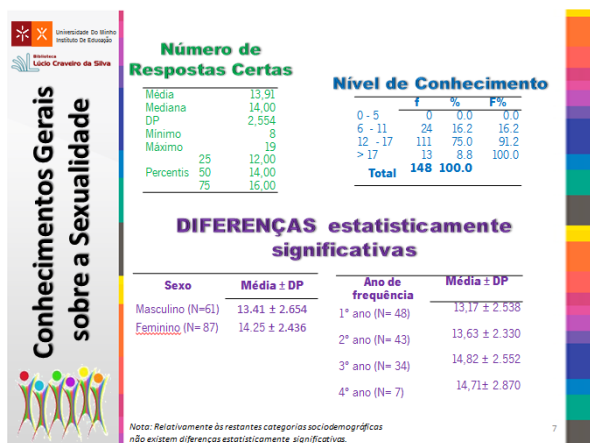 Universidade Do Minho
Instituto De Educação
Biblioteca
Lúcio Craveiro da Silva
Conhecimentos Gerais
sobre a Sexualidade
Número de
Respostas Certas
Média 13,91
Mediana 14,00
DP 2,554
Mínimo 8
Máximo 19
25 12,00
Percentis 50 14,00
75 16,00
Nível de Conhecimento
f % F%
0 - 5 0 0.0 0.0
6 - 11 24 16.2 16.2
12 - 17 111 75.0 91.2
> 17 13 8.8 100.0
Total 148 100.0
DIFERENÇAS estatisticamente
significativas
Sexo Média ± DP
Masculino (N=61) 13.41 ± 2.654
Feminino (N= 87) 14.25 ± 2.436
Ano de
frequência Média ± DP
1° ano (N= 48) 13,17 ± 2.538
2° ano (N= 43) 13,63 ± 2.330
3° ano (N= 34) 14,82 ± 2.552
4° ano (N= 7) 14,71± 2.870
Nota: Relativamente às restantes categorias sociodemográficas
não existem diferenças estatisticamente significativas.
7